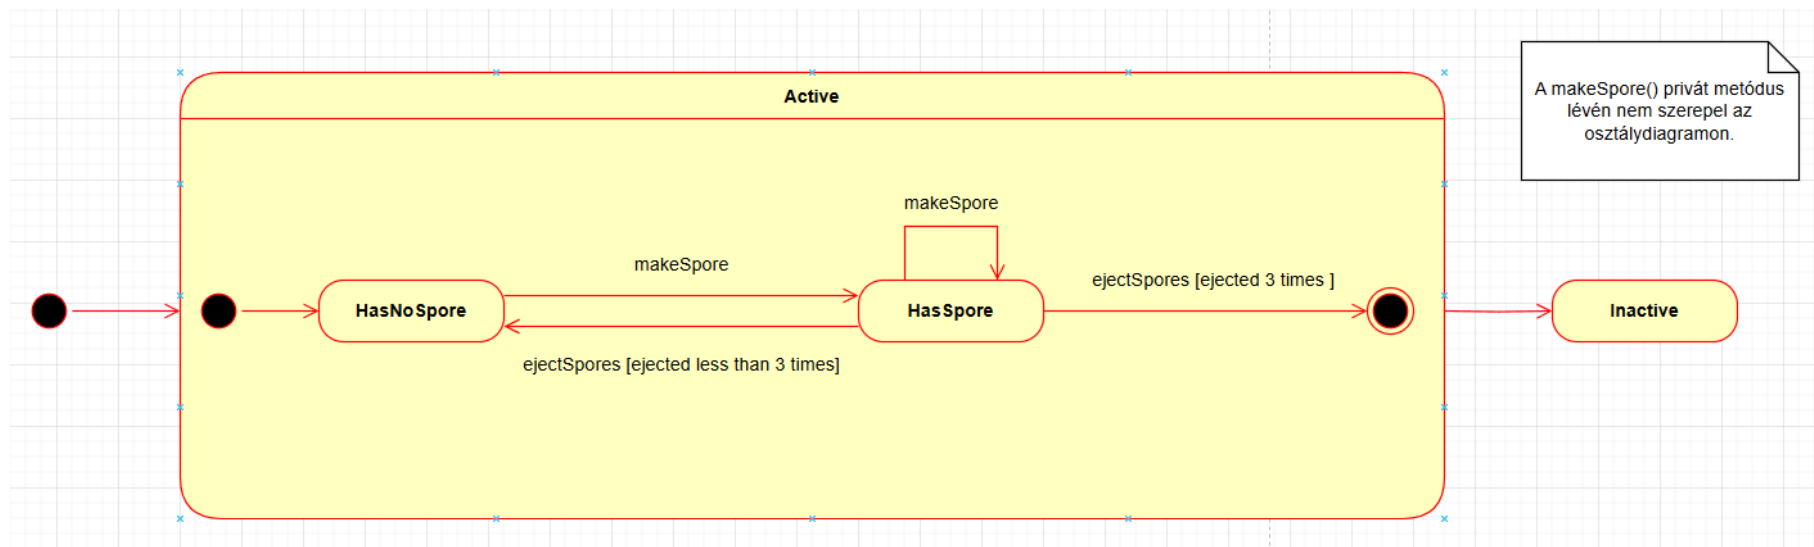 Active
A makeSpore() privát metódus
lévén nem szerepel az
osztálydiagramon.
makeSpore
makeSpore
ejectSpores [ejected 3 times ]
HasNoSpore
HasSpore
Inactive
ejectSpores [ejected less than 3 times]